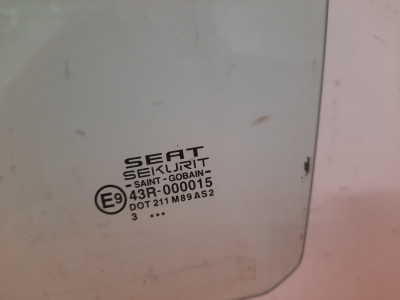 SEAT
SEKURIT
- SAINT - GOBAIN -
E9 43R-000015
DOT 211 M89 AS2
3 •••